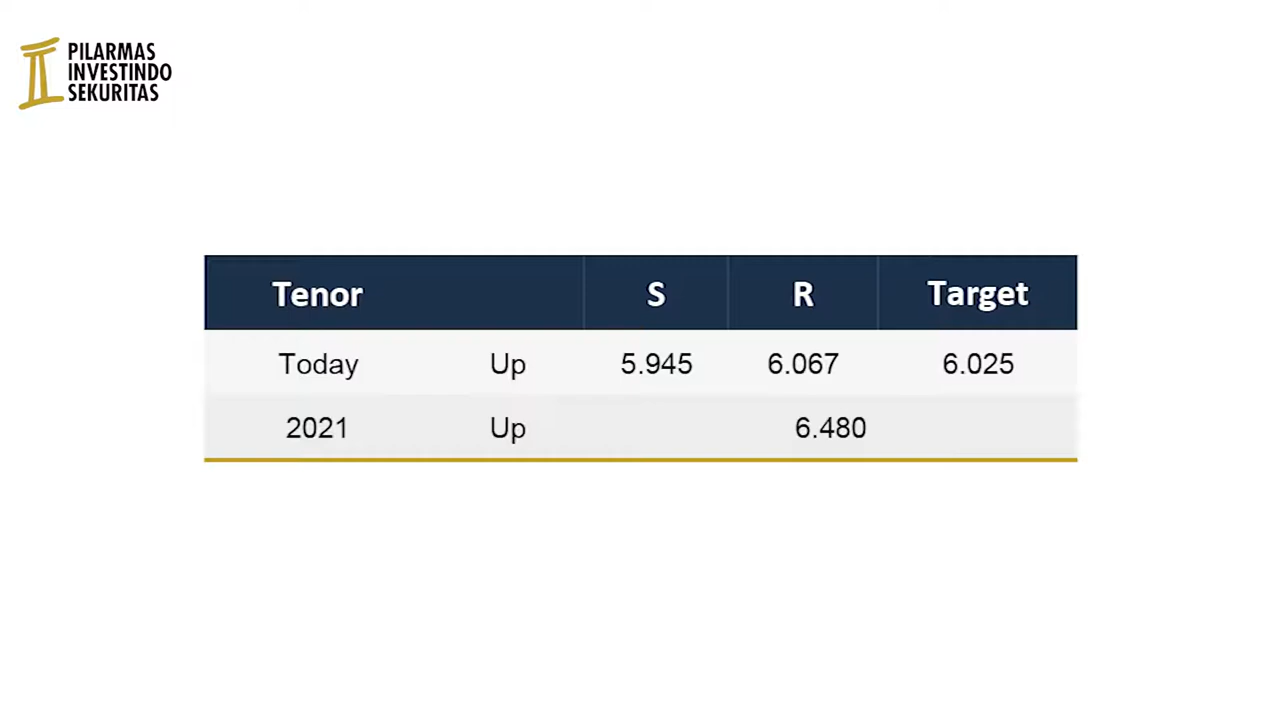 PILARMAS
INVESTINDO
SEKURITAS
Tenor S R Target
Today Up 5.945 6.067 6.025
2021 Up 6.480